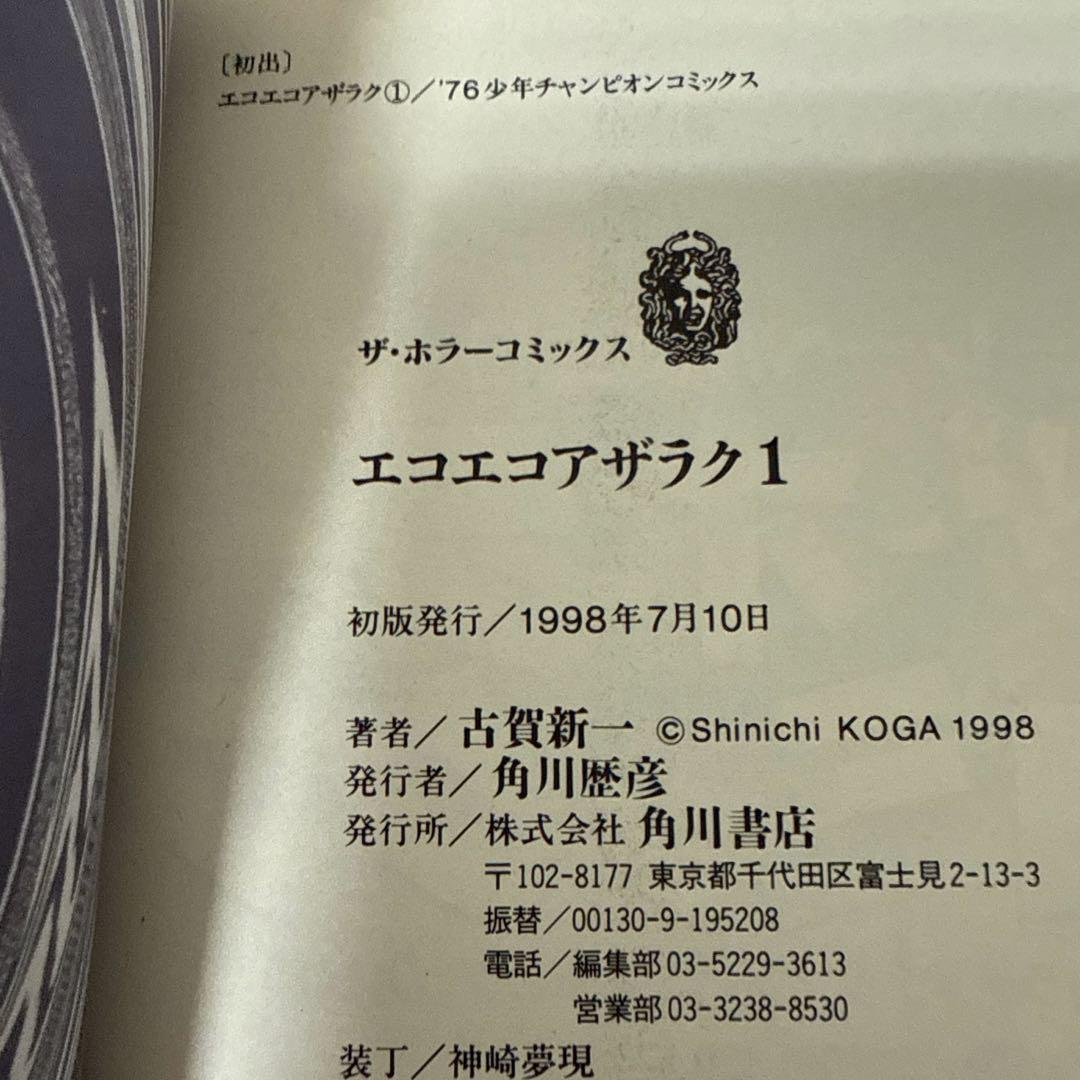 〔初出〕
エコエコアザラク①／'76少年チャンピオンコミックス
ザ・ホラーコミックス
エコエコアザラク1
初版発行／1998年7月10日
著者／古賀新一 ©Shinichi KOGA 1998
発行者／角川歴彦
発行所／株式会社 角川書店
〒102-8177 東京都千代田区富士見2-13-3
振替／00130-9-195208
電話／編集部03-5229-3613
営業部03-3238-8530
装丁／神崎夢現